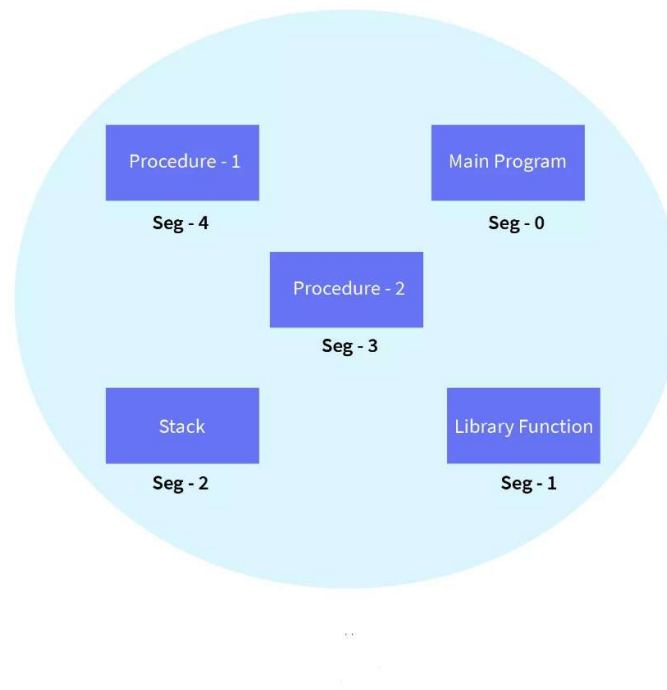 Procedure - 1
Seg - 4
Main Program
Seg - 0
Procedure - 2
Seg - 3
Stack
Seg - 2
Library Function
Seg - 1